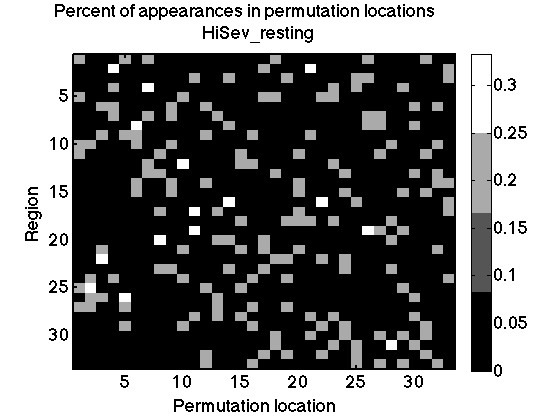 Percent of appearances in permutation locations
HiSev_resting
Region
5
10
15
20
25
30
5 10 15 20 25 30
Permutation location
0.3
0.25
0.2
0.15
0.1
0.05
0